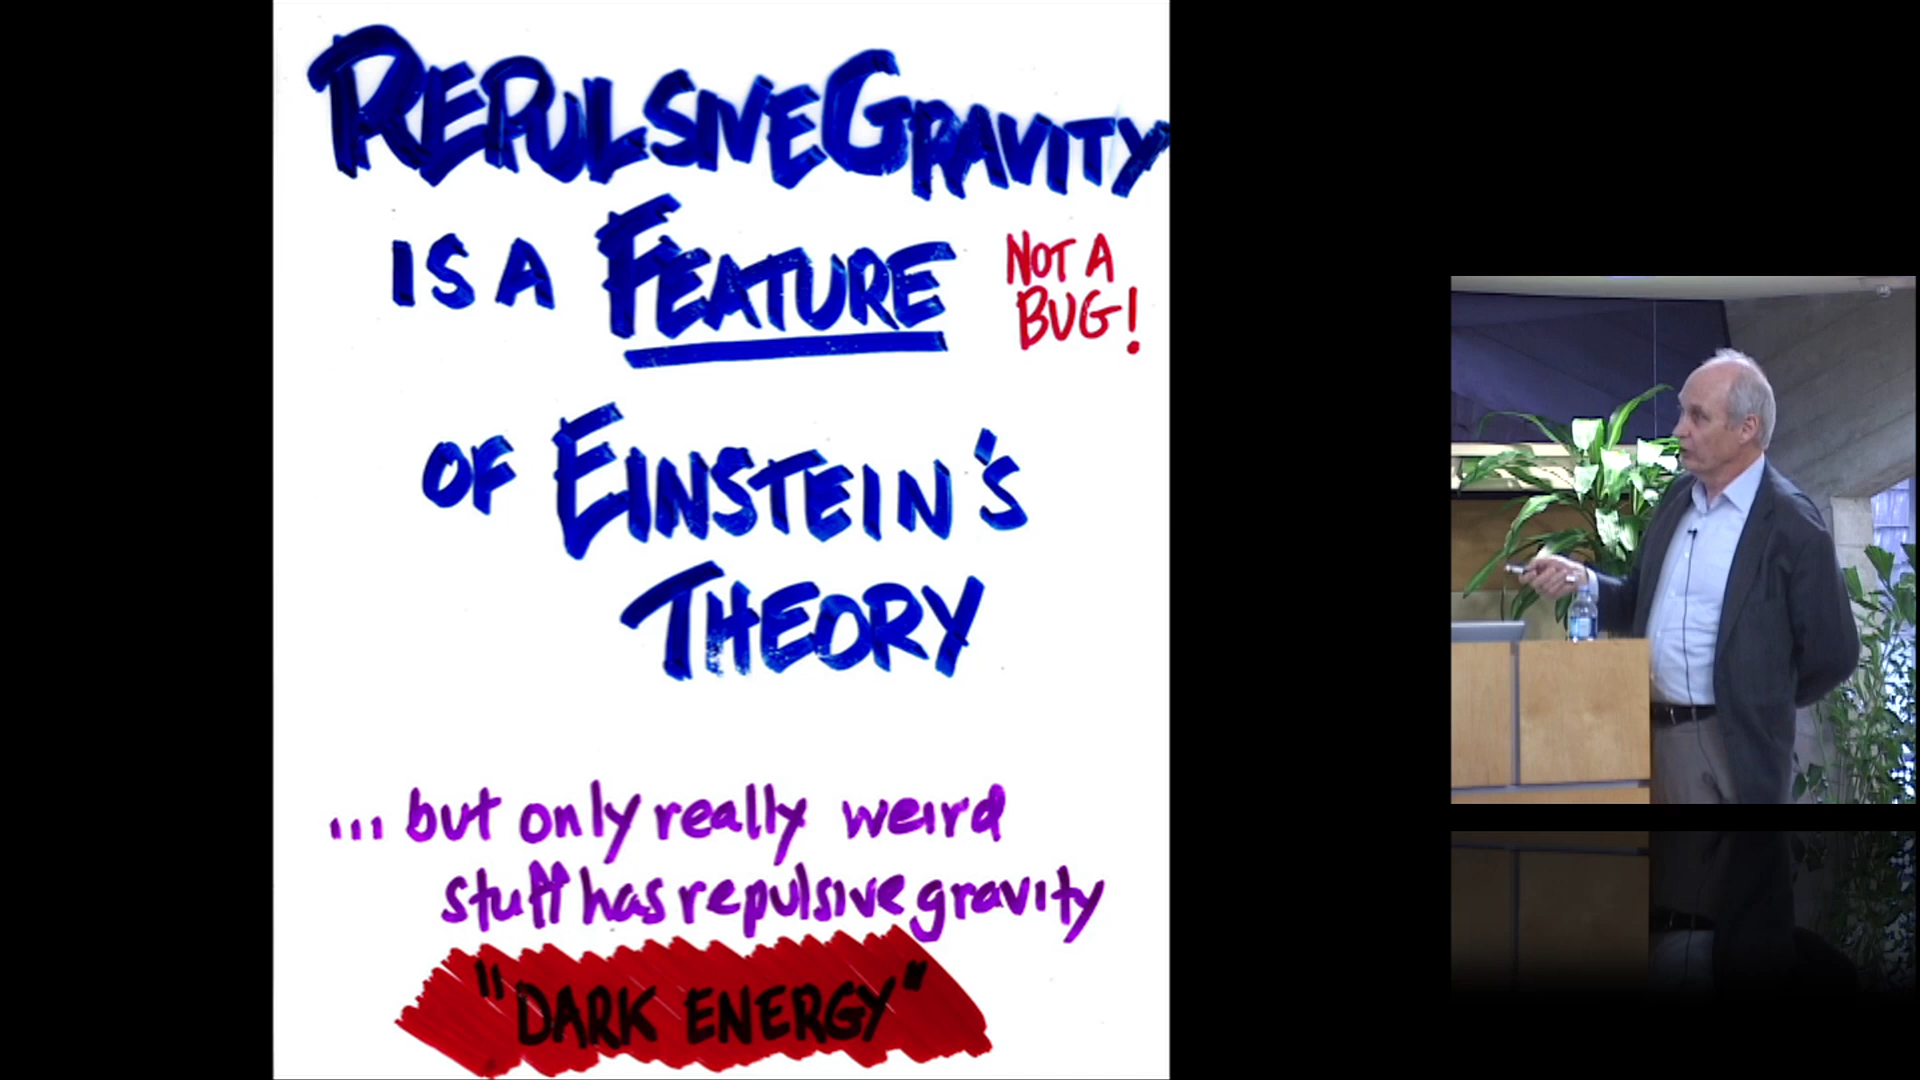 REPULSIVE GRAVITY
IS A FEATURE
NOT A
BUG!
OF EINSTEIN'S
THEORY
... but only really weird
stuff has repulsive gravity
"DARK ENERGY"